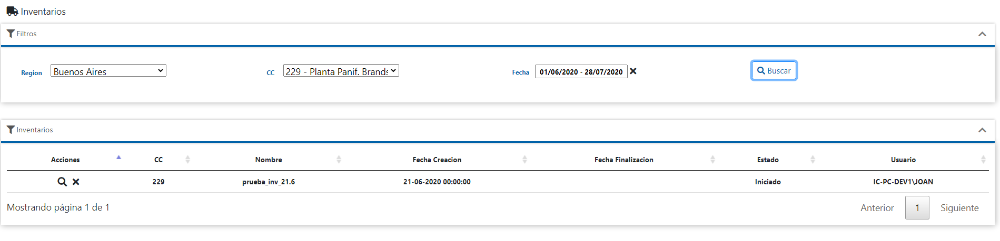 Inventarios
Filtros
Region Buenos Aires CC 229 - Planta Panif. Brands Fecha 01/06/2020 - 28/07/2020 Buscar
Inventarios
Acciones CC Nombre Fecha Creacion Fecha Finalizacion Estado Usuario
229 prueba_inv_21.6 21-06-2020 00:00:00 Iniciado IC-PC-DEV1\JOAN
Mostrando página 1 de 1 Anterior 1 Siguiente